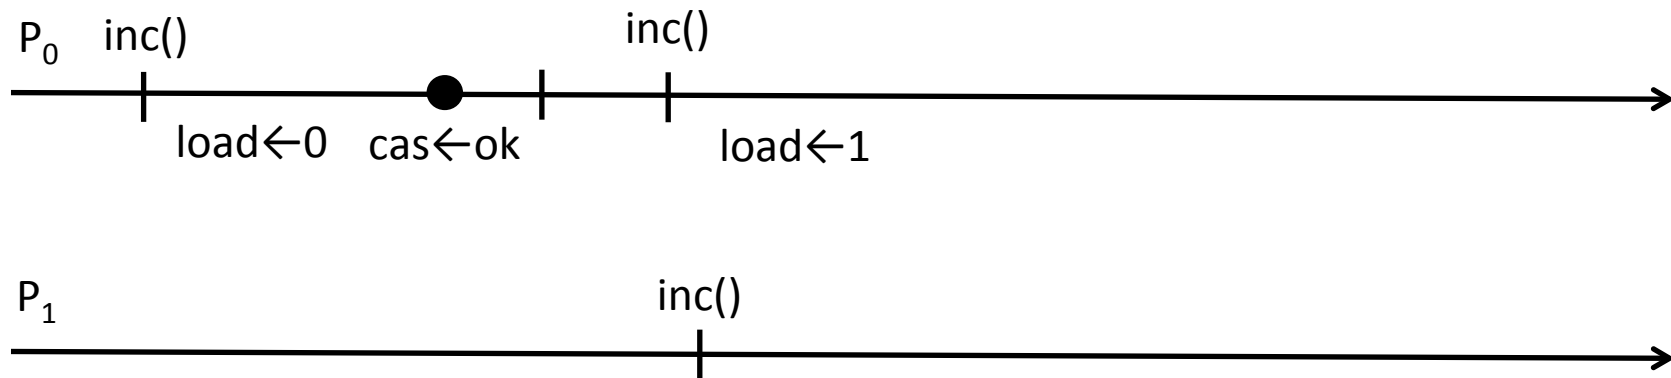 P₀ inc() inc()
load←0 cas←ok load←1
P₁ inc()